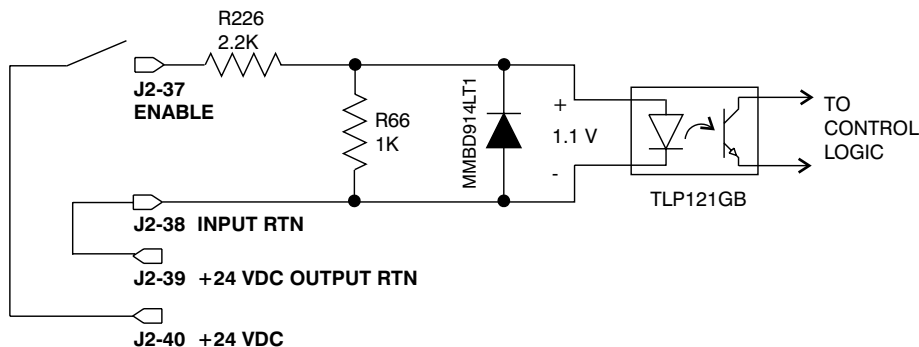 R226
2.2K
J2-37
ENABLE
R66
1K
MMBD914LT1
+
1.1 V
-
TO
CONTROL
LOGIC
TLP121GB
J2-38 INPUT RTN
J2-39 +24 VDC OUTPUT RTN
J2-40 +24 VDC